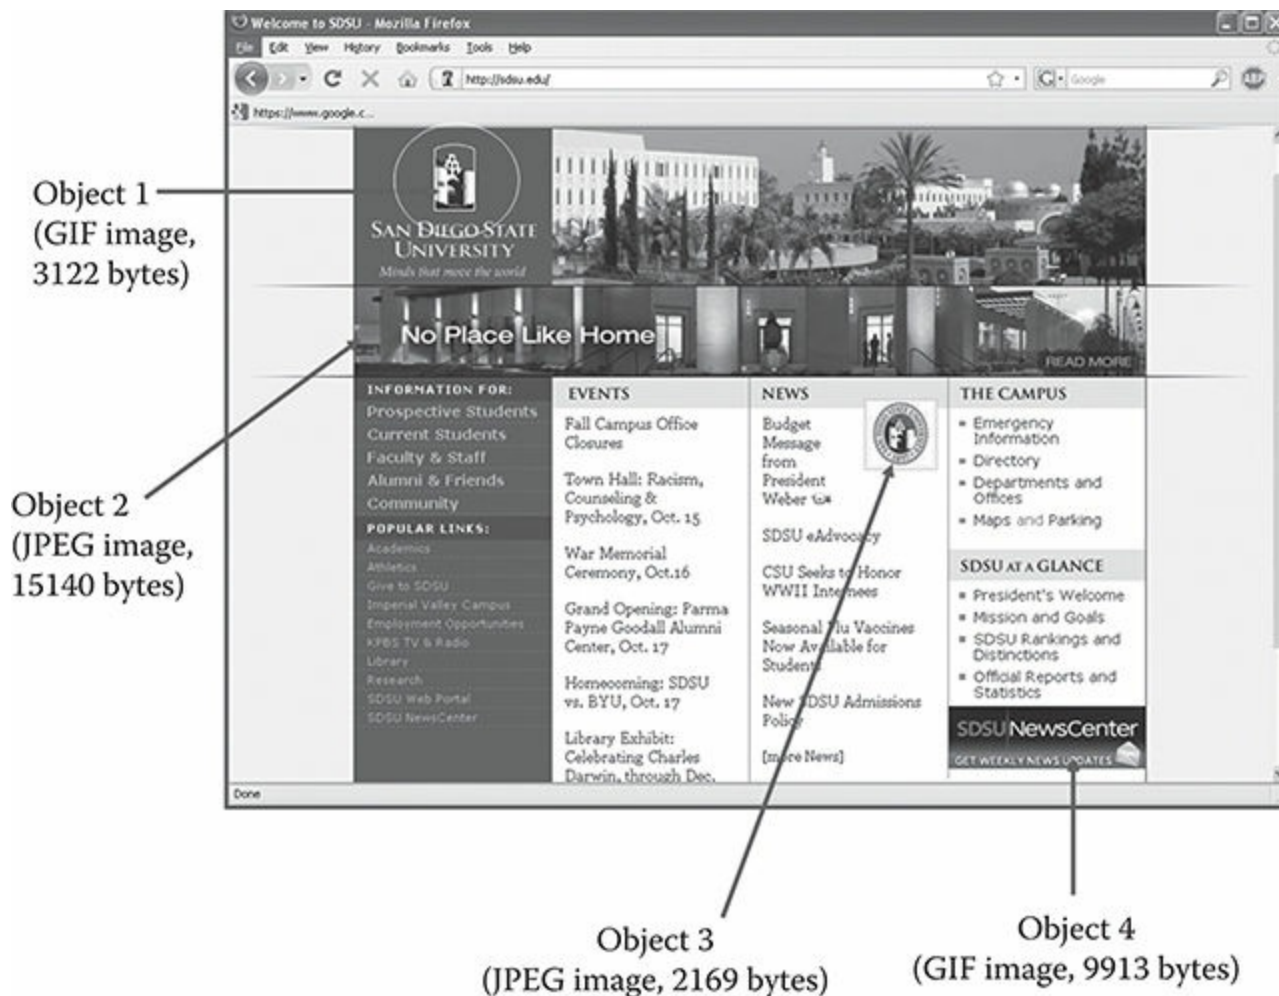 Welcome to SDSU - Mozilla Firefox
File Edit View History Bookmarks Tools Help
http://sdsu.edu/
Google
ABP
https://www.google.c...
Object 1
(GIF image,
3122 bytes)
SAN DIEGO STATE
UNIVERSITY
Minds that move the world
No Place Like Home
READ MORE
Object 2
(JPEG image,
15140 bytes)
INFORMATION FOR:
Prospective Students
Current Students
Faculty & Staff
Alumni & Friends
Community
POPULAR LINKS:
Academics
Athletics
Give to SDSU
Imperial Valley Campus
Employment Opportunities
KPBS TV & Radio
Library
Research
SDSU Web Portal
SDSU NewsCenter
EVENTS
Fall Campus Office
Closures
Town Hall: Racism,
Counseling &
Psychology, Oct. 15
War Memorial
Ceremony, Oct.16
Grand Opening: Parma
Payne Goodall Alumni
Center, Oct. 17
Homecoming: SDSU
vs. BYU, Oct. 17
Library Exhibit:
Celebrating Charles
Darwin, through Dec.
NEWS
Budget
Message
from
President
Weber
SDSU eAdvocacy
CSU Seeks to Honor
WWII Internees
Seasonal Flu Vaccines
Now Available for
Students
New SDSU Admissions
Policy
[more News]
THE CAMPUS
Emergency
Information
Directory
Departments and
Offices
Maps and Parking
SDSU AT A GLANCE
President's Welcome
Mission and Goals
SDSU Rankings and
Distinctions
Official Reports and
Statistics
SDSU NewsCenter
GET WEEKLY NEWS UPDATES
Done
Object 3
(JPEG image, 2169 bytes)
Object 4
(GIF image, 9913 bytes)